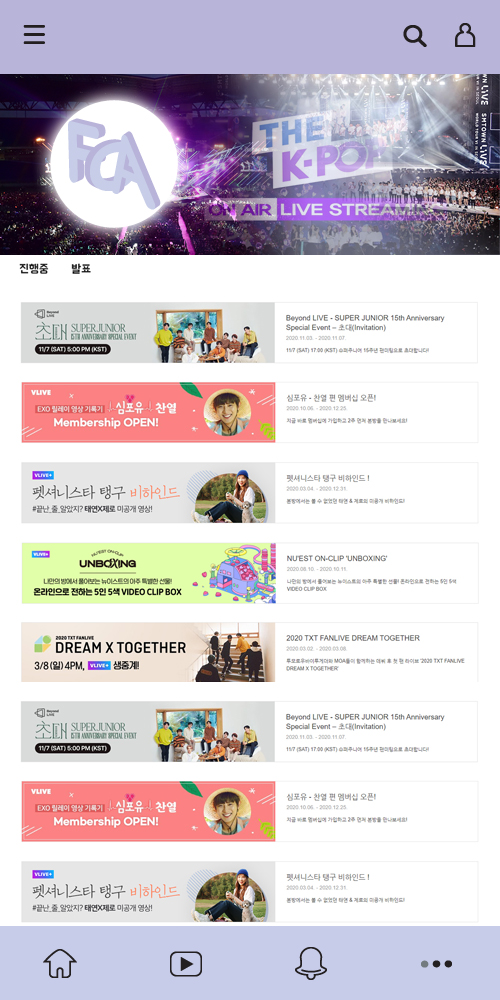 FCA
THE
K-POP
ON AIR LIVE STREAMING
SMTOWN LIVE
진행중 발표
Beyond LIVE
초대 SUPERJUNIOR
15TH ANNIVERSARY SPECIAL EVENT
11/7 (SAT) 5:00 PM (KST)
Beyond LIVE - SUPER JUNIOR 15th Anniversary
Special Event – 초대(Invitation)
2020.11.03. - 2020.11.07.
11/7 (SAT) 17:00 (KST) 슈퍼주니어 15주년 팬미팅으로 초대합니다!
VLIVE
EXO 릴레이 영상 기록기 심포유 찬열
Membership OPEN!
심포유 - 찬열 편 멤버십 오픈!
2020.10.06. - 2020.12.25.
지금 바로 멤버십에 가입하고 2주 먼저 본방을 만나보세요!
VLIVE+
펫셔니스타 탱구 비하인드
#끝난_줄_알았지? 태연X제로 미공개 영상!
펫셔니스타 탱구 비하인드 !
2020.03.04. - 2020.12.31.
본방에서는 볼 수 없었던 태연 & 제로의 미공개 비하인드!
VLIVE+
NU'EST ON-CLIP
UNBOXING
나만의 방에서 풀어보는 뉴이스트의 아주 특별한 선물!
온라인으로 전하는 5인 5색 VIDEO CLIP BOX
NU'EST ON-CLIP 'UNBOXING'
2020.08.10. - 2020.10.11.
나만의 방에서 풀어보는 뉴이스트의 아주 특별한 선물! 온라인으로 전하는 5인 5색
VIDEO CLIP BOX
2020 TXT FANLIVE
DREAM X TOGETHER
3/8 (일) 4PM, VLIVE+ 생중계!
2020 TXT FANLIVE DREAM TOGETHER
2020.03.02. - 2020.03.08.
투모로우바이투게더와 MOA들이 함께하는 데뷔 후 첫 팬 라이브 '2020 TXT FANLIVE
DREAM X TOGETHER'
Beyond LIVE
초대 SUPERJUNIOR
15TH ANNIVERSARY SPECIAL EVENT
11/7 (SAT) 5:00 PM (KST)
Beyond LIVE - SUPER JUNIOR 15th Anniversary
Special Event – 초대(Invitation)
2020.11.03. - 2020.11.07.
11/7 (SAT) 17:00 (KST) 슈퍼주니어 15주년 팬미팅으로 초대합니다!
VLIVE
EXO 릴레이 영상 기록기 심포유 찬열
Membership OPEN!
심포유 - 찬열 편 멤버십 오픈!
2020.10.06. - 2020.12.25.
지금 바로 멤버십에 가입하고 2주 먼저 본방을 만나보세요!
VLIVE+
펫셔니스타 탱구 비하인드
#끝난_줄_알았지? 태연X제로 미공개 영상!
펫셔니스타 탱구 비하인드 !
2020.03.04. - 2020.12.31.
본방에서는 볼 수 없었던 태연 & 제로의 미공개 비하인드!